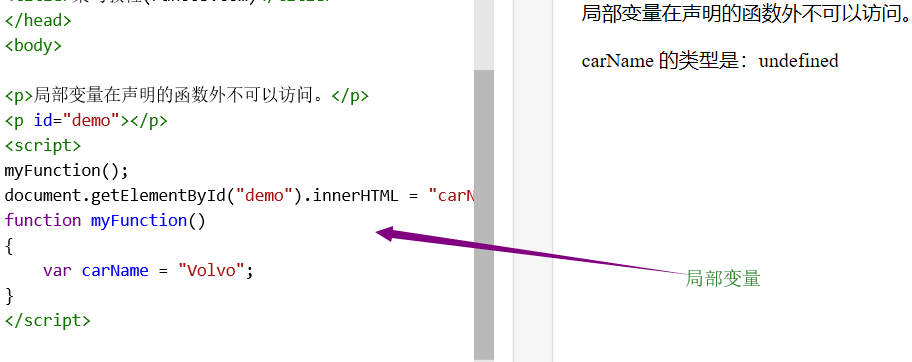 </head>
<body>
<p>局部变量在声明的函数外不可以访问。</p>
<p id="demo"></p>
<script>
myFunction();
document.getElementById("demo").innerHTML = "carN
function myFunction()
{
    var carName = "Volvo";
}
</script>
局部变量在声明的函数外不可以访问。
carName 的类型是：undefined
局部变量